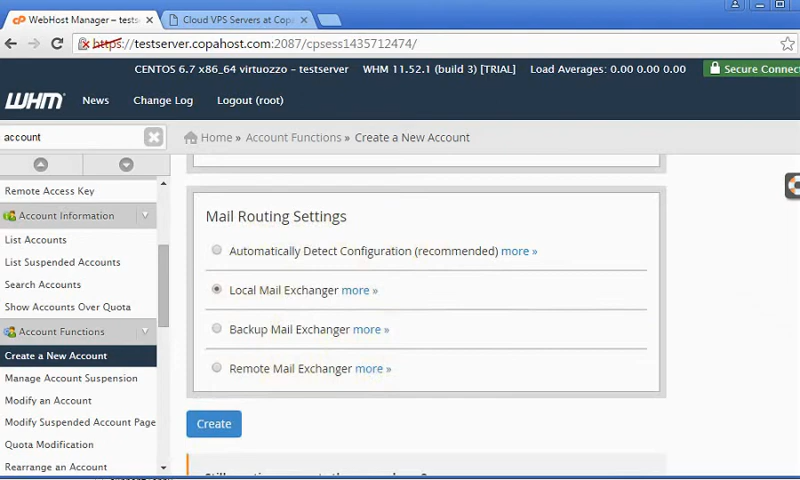 WebHost Manager – tests
Cloud VPS Servers at Copa
https://testserver.copahost.com:2087/cpsess1435712474/
CENTOS 6.7 x86_64 virtuozzo – testserver WHM 11.52.1 (build 3) [TRIAL] Load Averages: 0.00 0.00 0.00 Secure Connect
WHM News Change Log Logout (root)
account
Home » Account Functions » Create a New Account
Remote Access Key
Account Information
List Accounts
List Suspended Accounts
Search Accounts
Show Accounts Over Quota
Account Functions
Create a New Account
Manage Account Suspension
Modify an Account
Modify Suspended Account Page
Quota Modification
Rearrange an Account
Mail Routing Settings
Automatically Detect Configuration (recommended) more »
Local Mail Exchanger more »
Backup Mail Exchanger more »
Remote Mail Exchanger more »
Create